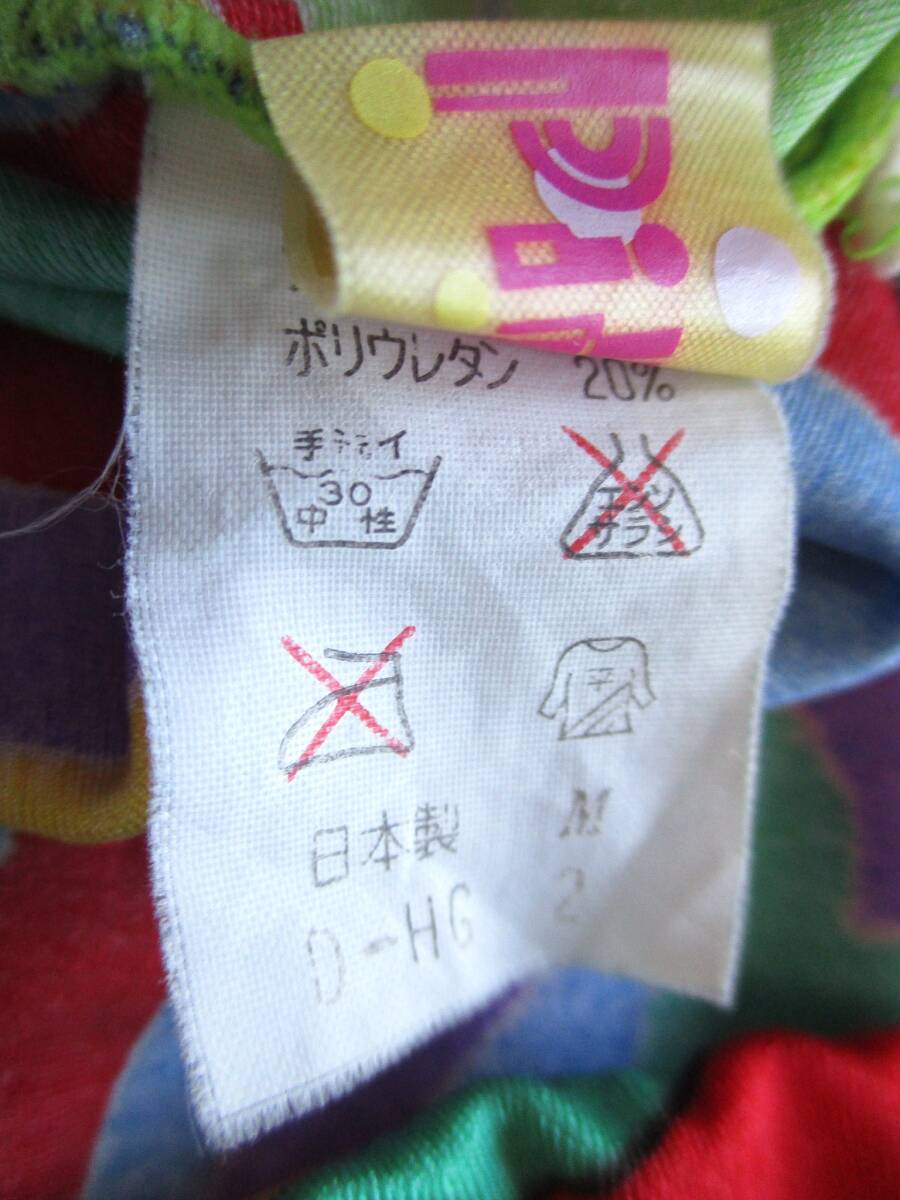 ポリウレタン 20%
手洗イ
30
中性
エンソ
サラシ
平
日本製 M
D-HG 2